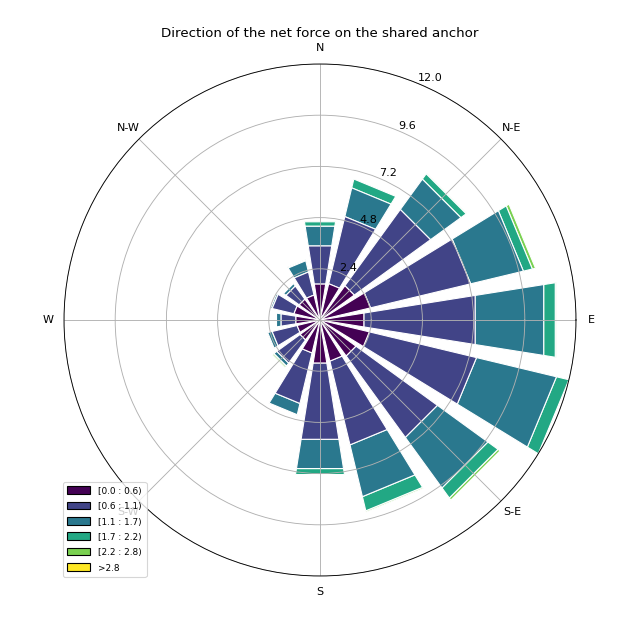 Direction of the net force on the shared anchor
N
N-W
N-E
12.0
9.6
7.2
4.8
2.4
W
E
S-W
S-E
S
[0.0 : 0.6)
[0.6 : 1.1)
[1.1 : 1.7)
[1.7 : 2.2)
[2.2 : 2.8)
>2.8